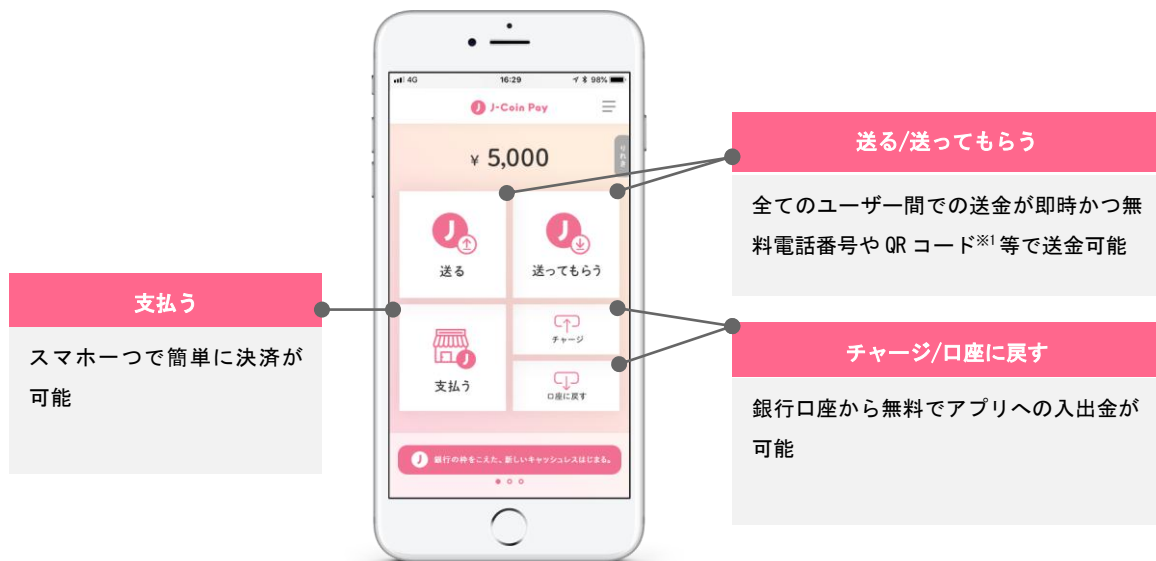 4G 16:29 98%
J-Coin Pay
¥ 5,000
りれき
送る
送ってもらう
支払う
チャージ
口座に戻す
銀行の枠をこえた、新しいキャッシュレスはじまる。
支払う
スマホ一つで簡単に決済が
可能
送る/送ってもらう
全てのユーザー間での送金が即時かつ無
料電話番号や QR コード※1 等で送金可能
チャージ/口座に戻す
銀行口座から無料でアプリへの入出金が
可能